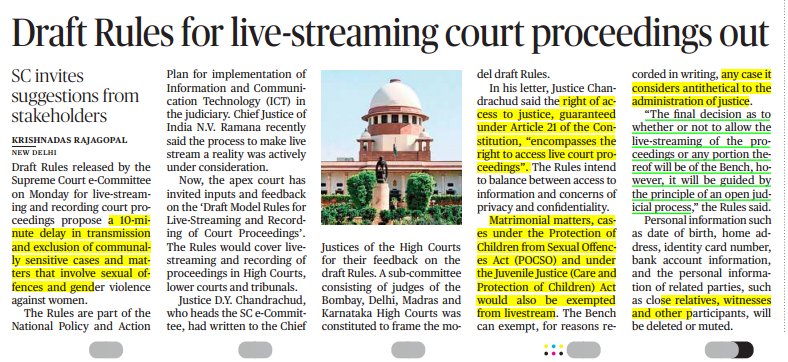 Draft Rules for live-streaming court proceedings out
SC invites
suggestions from
stakeholders
KRISHNADAS RAJAGOPAL
NEW DELHI
Draft Rules released by the
Supreme Court e-Committee
on Monday for live-stream-
ing and recording court pro-
ceedings propose a 10-mi-
nute delay in transmission
and exclusion of communal-
ly sensitive cases and mat-
ters that involve sexual of-
fences and gender violence
against women.
The Rules are part of the
National Policy and Action
Plan for implementation of
Information and Communi-
cation Technology (ICT) in
the judiciary. Chief Justice of
India N.V. Ramana recently
said the process to make live
stream a reality was actively
under consideration.
Now, the apex court has
invited inputs and feedback
on the ‘Draft Model Rules for
Live-Streaming and Record-
ing of Court Proceedings’.
The Rules would cover live-
streaming and recording of
proceedings in High Courts,
lower courts and tribunals.
Justice D.Y. Chandrachud,
who heads the SC e-Commit-
tee, had written to the Chief
Justices of the High Courts
for their feedback on the
draft Rules. A sub-committee
consisting of judges of the
Bombay, Delhi, Madras and
Karnataka High Courts was
constituted to frame the mo-
del draft Rules.
In his letter, Justice Chan-
drachud said the right of ac-
cess to justice, guaranteed
under Article 21 of the Con-
stitution, “encompasses the
right to access live court pro-
ceedings”. The Rules intend
to balance between access to
information and concerns of
privacy and confidentiality.
Matrimonial matters, cas-
es under the Protection of
Children from Sexual Offenc-
es Act (POCSO) and under
the Juvenile Justice (Care and
Protection of Children) Act
would also be exempted
from livestream. The Bench
can exempt, for reasons re-
corded in writing, any case it
considers antithetical to the
administration of justice.
“The final decision as to
whether or not to allow the
live-streaming of the pro-
ceedings or any portion the-
reof will be of the Bench, ho-
wever, it will be guided by
the principle of an open jud-
icial process,” the Rules said.
Personal information such
as date of birth, home ad-
dress, identity card number,
bank account information,
and the personal informa-
tion of related parties, such
as close relatives, witnesses
and other participants, will
be deleted or muted.